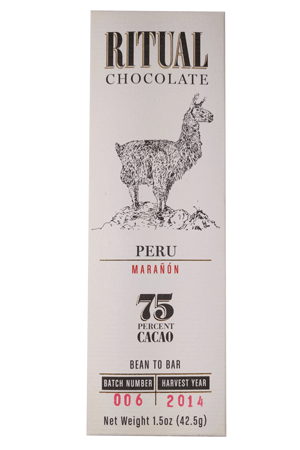 RITUAL
CHOCOLATE
PERU
MARAÑÓN
75
PERCENT
CACAO
BEAN TO BAR
BATCH NUMBER HARVEST YEAR
006 2014
Net Weight 1.5oz (42.5g)